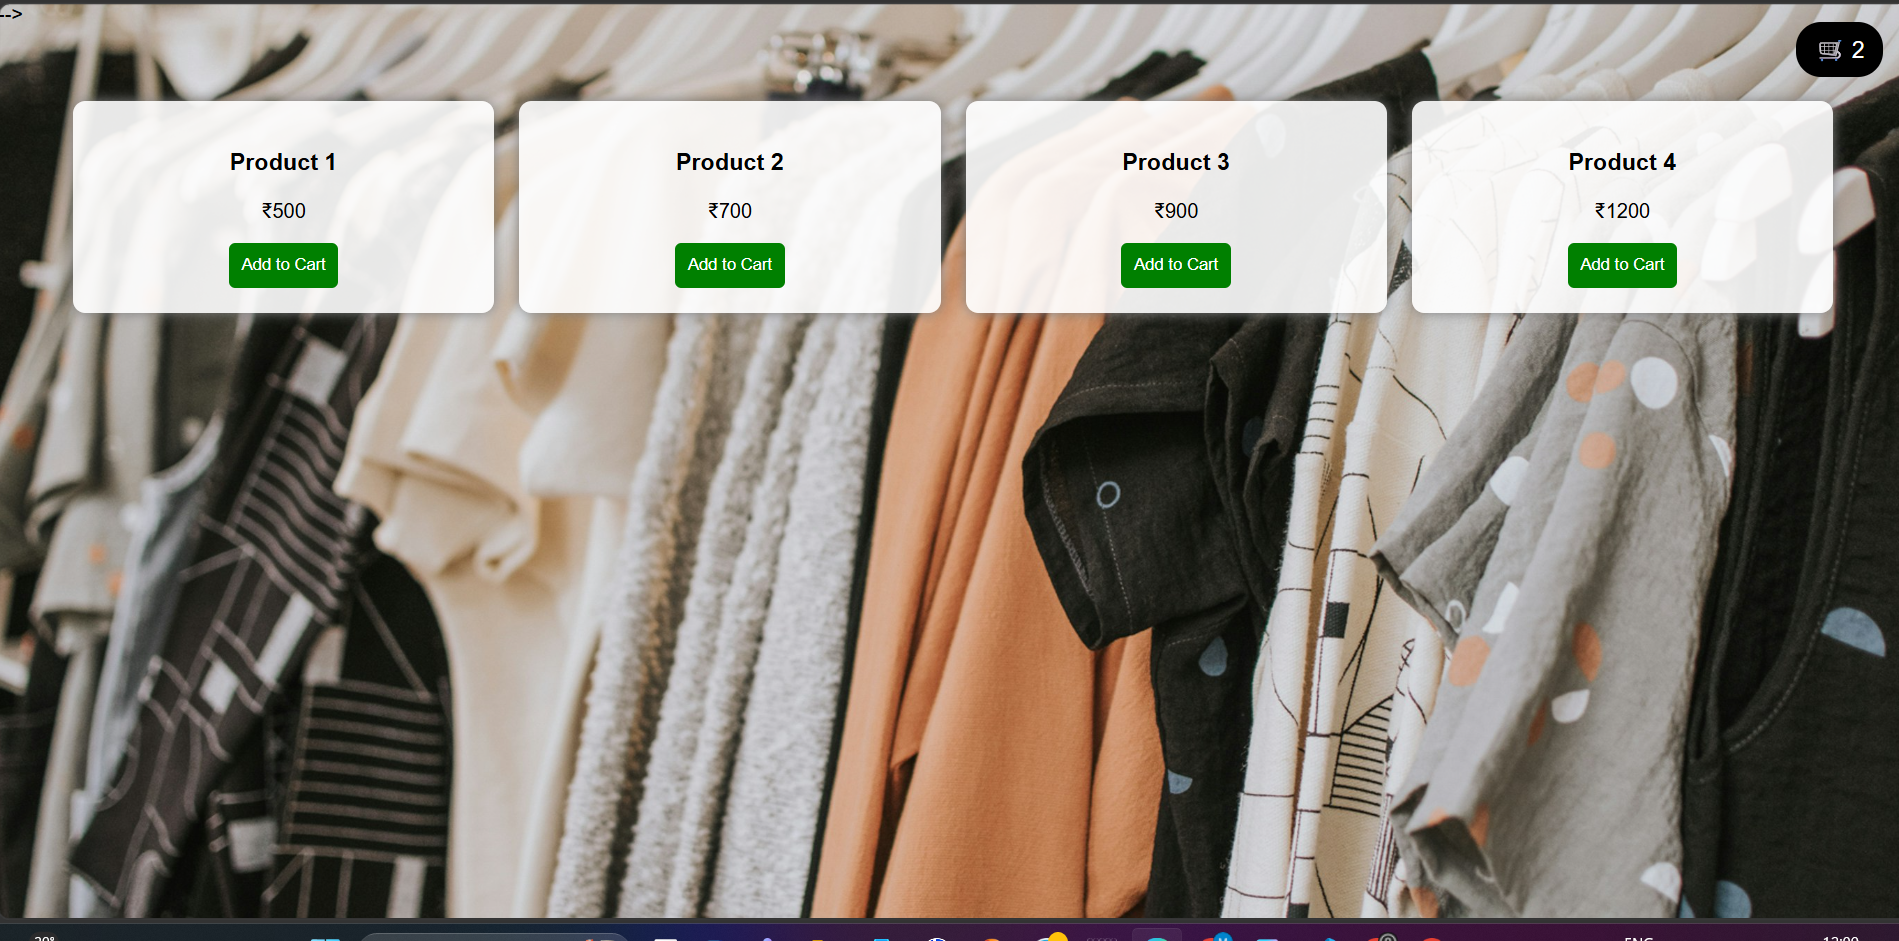 -->
2
Product 1
₹500
Add to Cart
Product 2
₹700
Add to Cart
Product 3
₹900
Add to Cart
Product 4
₹1200
Add to Cart